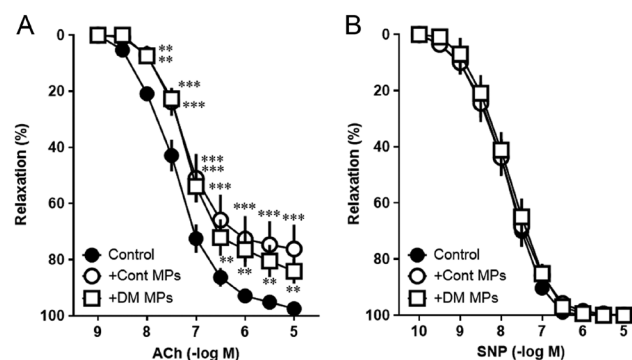 A
0
20
40
60
80
100
Relaxation (%)
**
**
***
***
***
***
***
***
***
***
**
**
**
**
Control
+Cont MPs
+DM MPs
9 8 7 6 5
ACh (-log M)
B
0
20
40
60
80
100
Relaxation (%)
Control
+Cont MPs
+DM MPs
10 9 8 7 6 5
SNP (-log M)